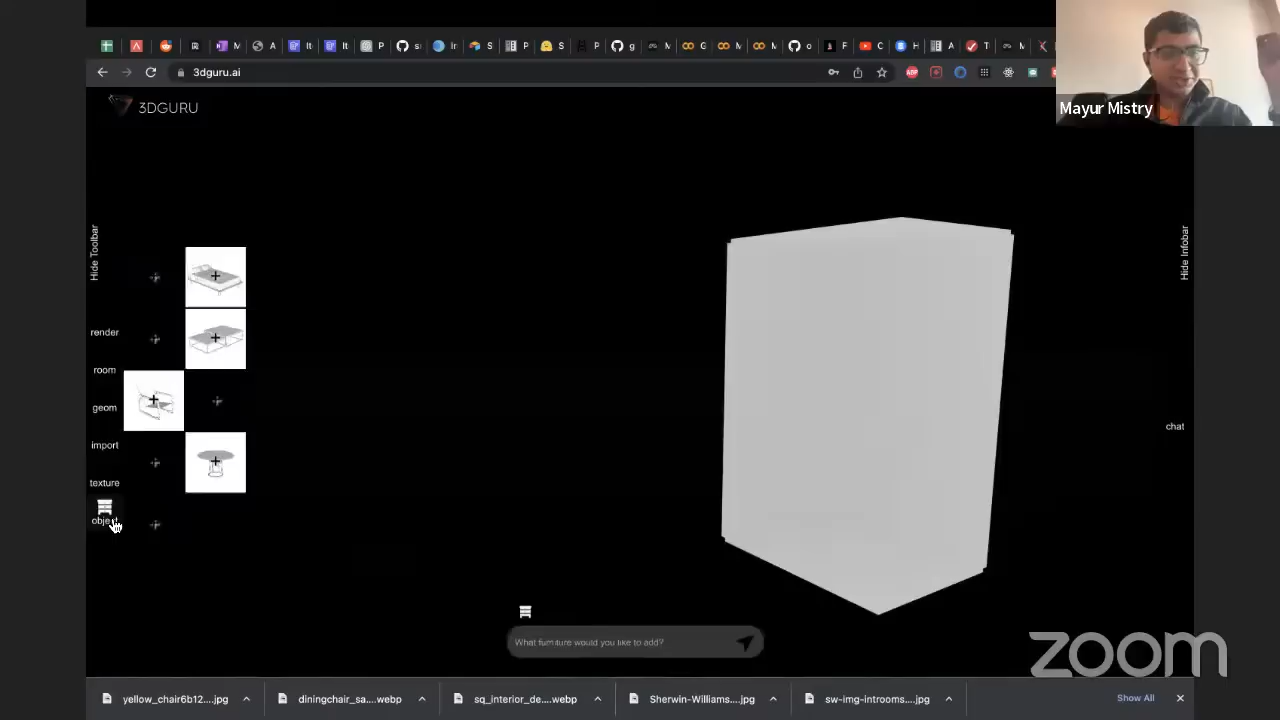 3dguru.ai
Mayur Mistry
3DGURU
Hide Toolbar
Hide Infobar
render
room
geom
import
texture
object
chat
What furniture would you like to add?
zoom
yellow_chair6b12....jpg
diningchair_sa....webp
sq_interior_de....webp
Sherwin-Williams....jpg
sw-img-introoms....jpg
Show All